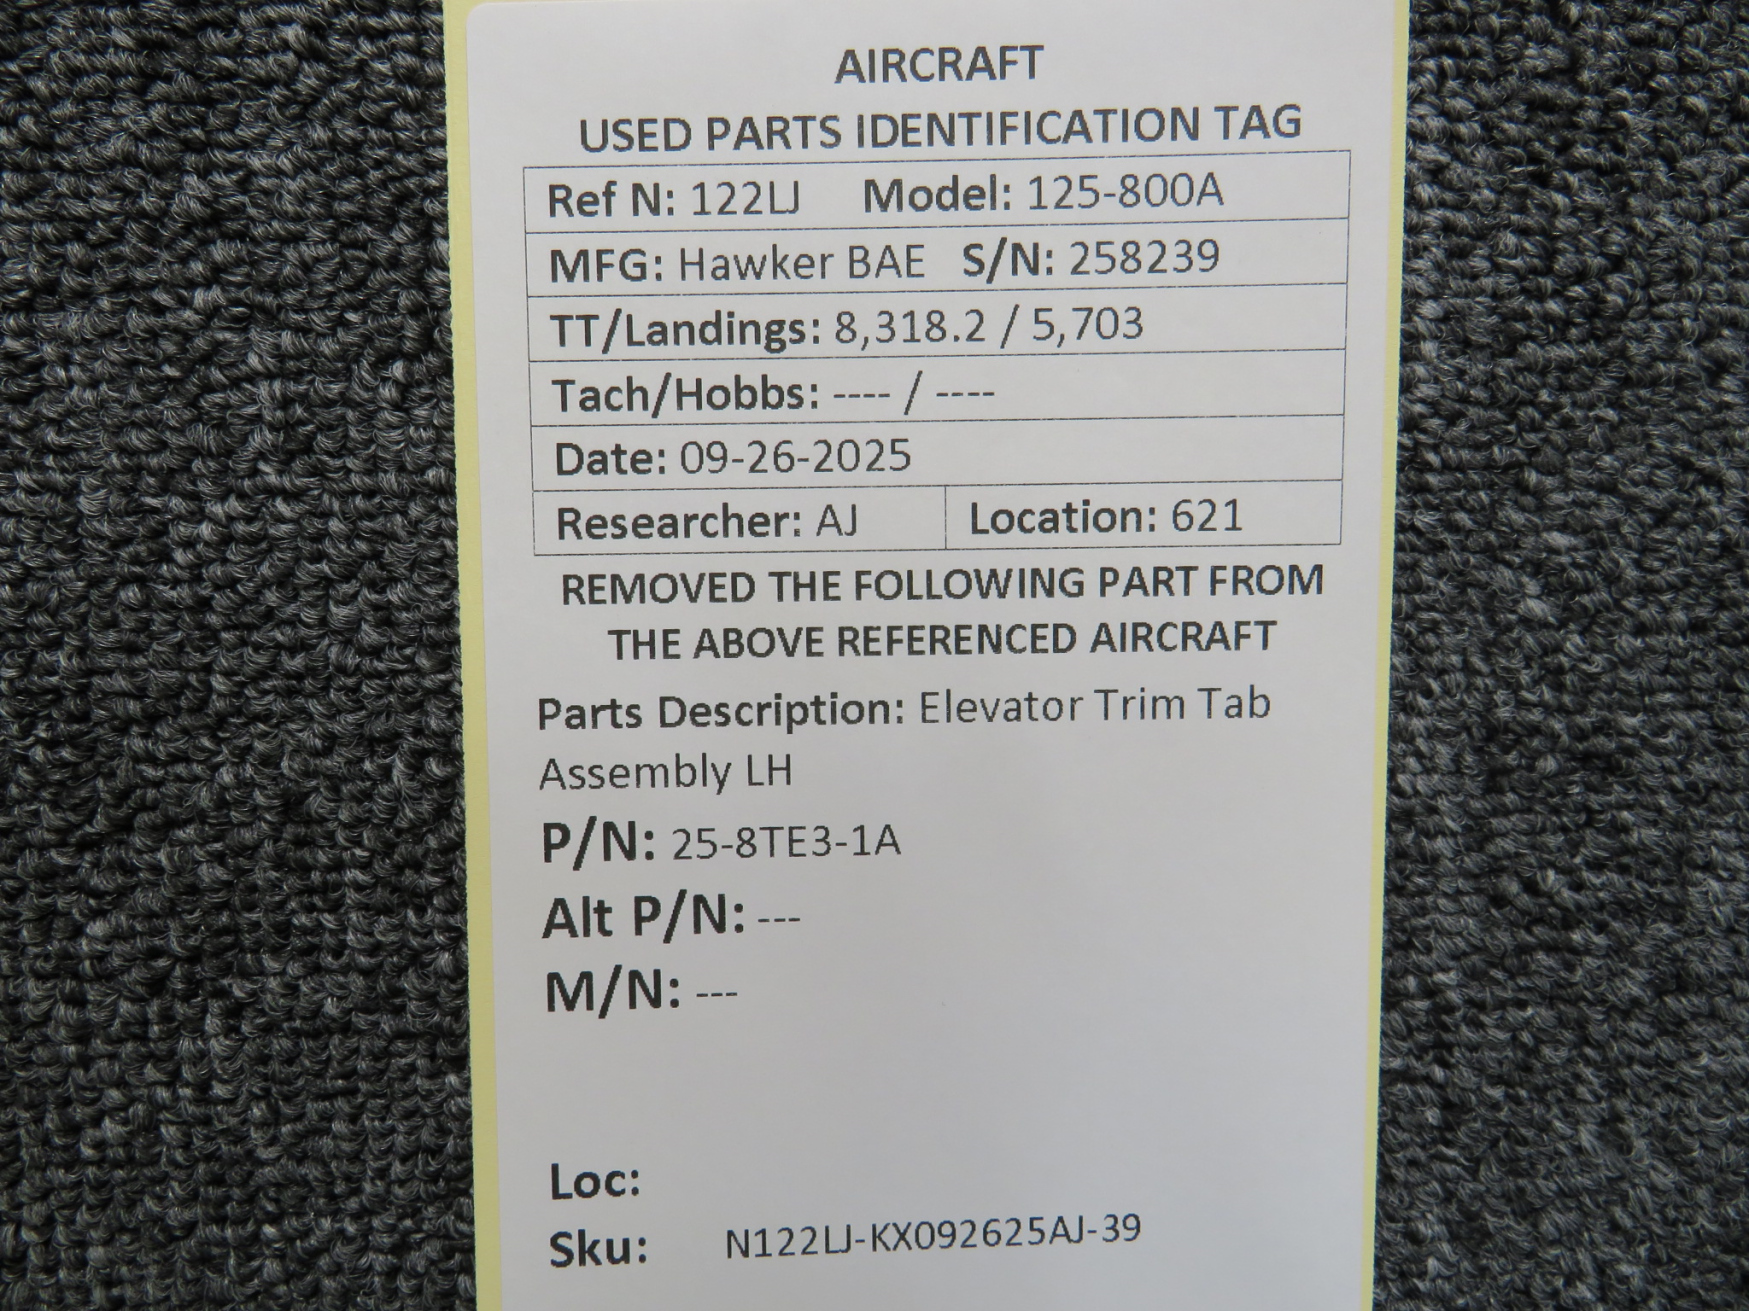 AIRCRAFT
USED PARTS IDENTIFICATION TAG
Ref N: 122LJ Model: 125-800A
MFG: Hawker BAE S/N: 258239
TT/Landings: 8,318.2 / 5,703
Tach/Hobbs: ---- / ----
Date: 09-26-2025
Researcher: AJ Location: 621
REMOVED THE FOLLOWING PART FROM
THE ABOVE REFERENCED AIRCRAFT
Parts Description: Elevator Trim Tab
Assembly LH
P/N: 25-8TE3-1A
Alt P/N: ---
M/N: ---
Loc:
Sku: N122LJ-KX092625AJ-39